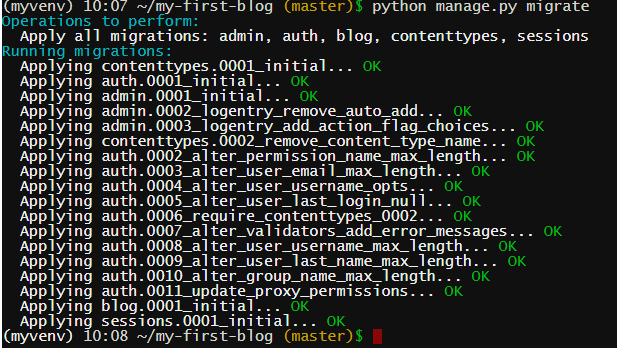 (myvenv) 10:07 ~/my-first-blog (master)$ python manage.py migrate
Operations to perform:
  Apply all migrations: admin, auth, blog, contenttypes, sessions
Running migrations:
  Applying contenttypes.0001_initial... OK
  Applying auth.0001_initial... OK
  Applying admin.0001_initial... OK
  Applying admin.0002_logentry_remove_auto_add... OK
  Applying admin.0003_logentry_add_action_flag_choices... OK
  Applying contenttypes.0002_remove_content_type_name... OK
  Applying auth.0002_alter_permission_name_max_length... OK
  Applying auth.0003_alter_user_email_max_length... OK
  Applying auth.0004_alter_user_username_opts... OK
  Applying auth.0005_alter_user_last_login_null... OK
  Applying auth.0006_require_contenttypes_0002... OK
  Applying auth.0007_alter_validators_add_error_messages... OK
  Applying auth.0008_alter_user_username_max_length... OK
  Applying auth.0009_alter_user_last_name_max_length... OK
  Applying auth.0010_alter_group_name_max_length... OK
  Applying auth.0011_update_proxy_permissions... OK
  Applying blog.0001_initial... OK
  Applying sessions.0001_initial... OK
(myvenv) 10:08 ~/my-first-blog (master)$